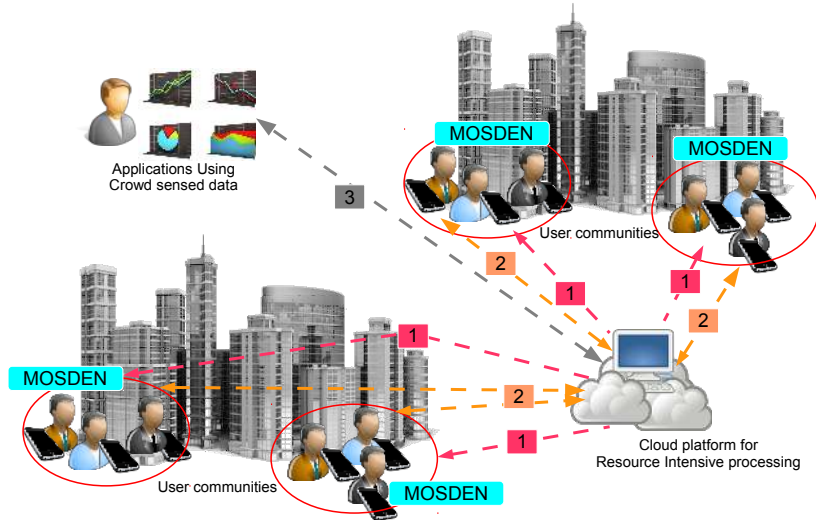 MOSDEN
MOSDEN
Applications Using
Crowd sensed data
3
User communities
2
1
1
2
1
MOSDEN
2
1
Cloud platform for
Resource Intensive processing
User communities
MOSDEN